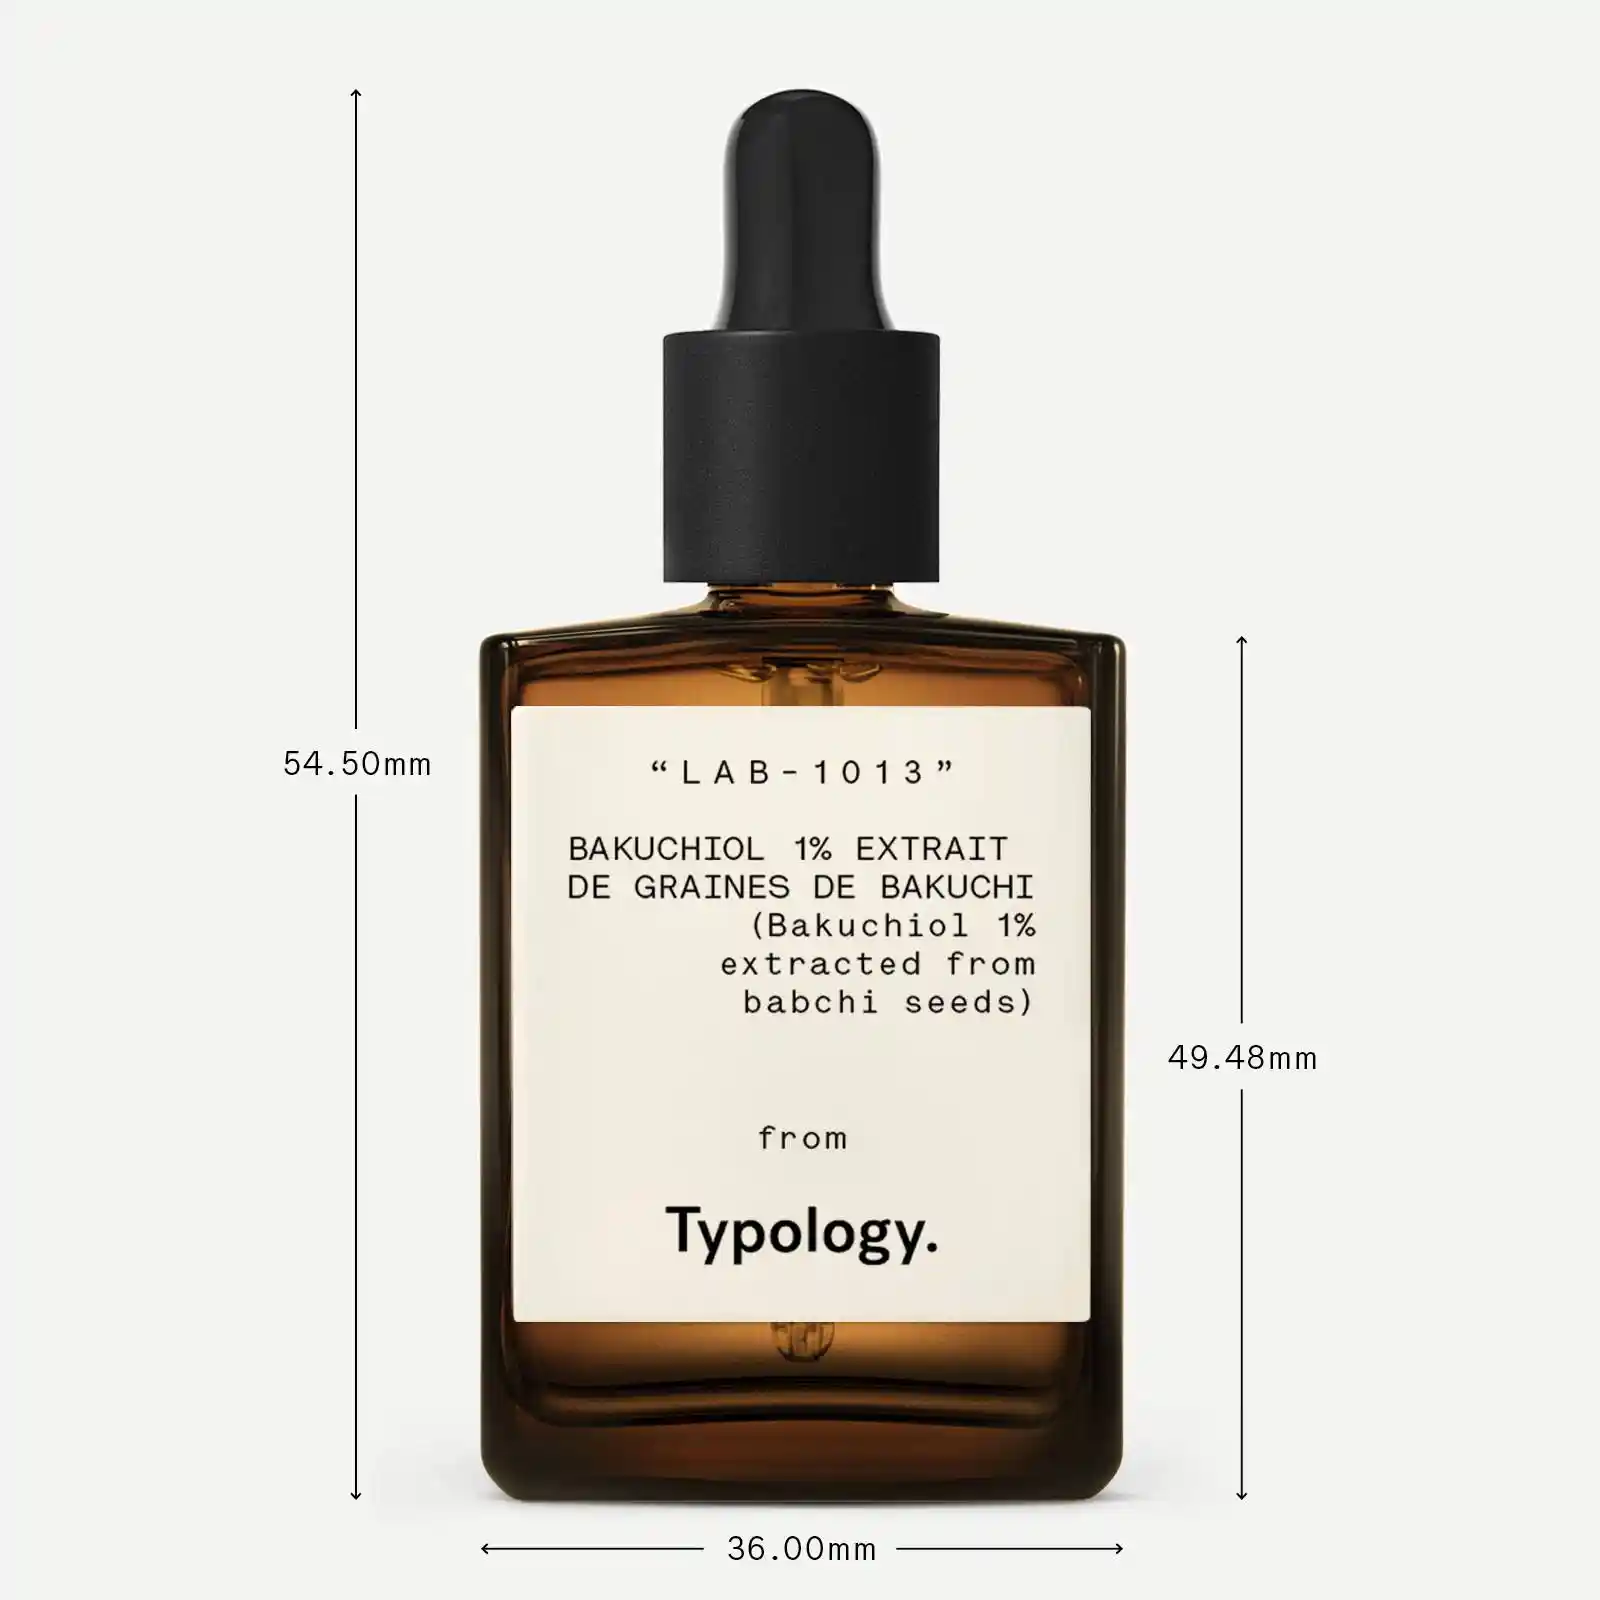 “LAB-1013”
BAKUCHIOL 1% EXTRAIT
DE GRAINES DE BAKUCHI
(Bakuchiol 1%
extracted from
babchi seeds)
from
Typology.
54.50mm
49.48mm
36.00mm